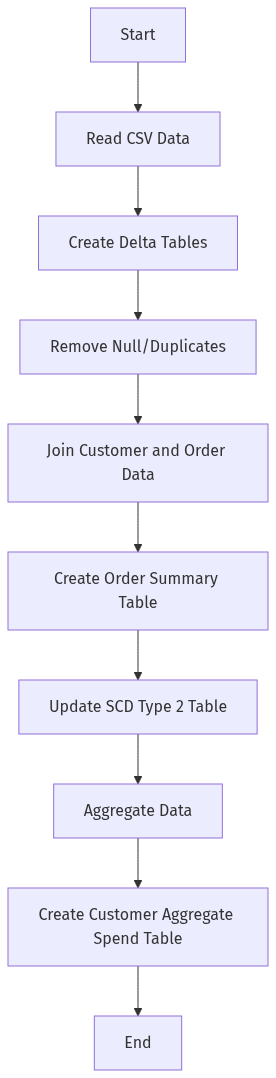 Start
Read CSV Data
Create Delta Tables
Remove Null/Duplicates
Join Customer and Order
Data
Create Order Summary
Table
Update SCD Type 2 Table
Aggregate Data
Create Customer Aggregate
Spend Table
End